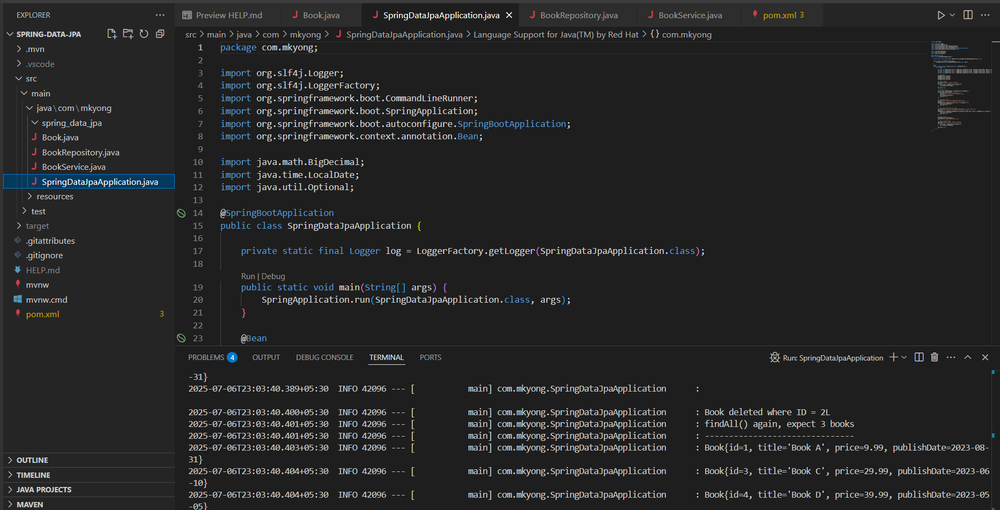 EXPLORER
SPRING-DATA-JPA
.mvn
.vscode
src
main
java\com\mkyong
spring_data_jpa
Book.java
BookRepository.java
BookService.java
SpringDataJpaApplication.java
resources
test
target
.gitattributes
.gitignore
HELP.md
mvnw
mvnw.cmd
pom.xml 3
OUTLINE
TIMELINE
JAVA PROJECTS
MAVEN
Preview HELP.md Book.java SpringDataJpaApplication.java BookRepository.java BookService.java pom.xml 3
src > main > java > com > mkyong > SpringDataJpaApplication.java > Language Support for Java(TM) by Red Hat > {} com.mkyong
1 package com.mkyong;
2
3 import org.slf4j.Logger;
4 import org.slf4j.LoggerFactory;
5 import org.springframework.boot.CommandLineRunner;
6 import org.springframework.boot.SpringApplication;
7 import org.springframework.boot.autoconfigure.SpringBootApplication;
8 import org.springframework.context.annotation.Bean;
9
10 import java.math.BigDecimal;
11 import java.time.LocalDate;
12 import java.util.Optional;
13
14 @SpringBootApplication
15 public class SpringDataJpaApplication {
16
17 private static final Logger log = LoggerFactory.getLogger(SpringDataJpaApplication.class);
18
Run | Debug
19 public static void main(String[] args) {
20 SpringApplication.run(SpringDataJpaApplication.class, args);
21 }
22
23 @Bean
PROBLEMS 4 OUTPUT DEBUG CONSOLE TERMINAL PORTS Run: SpringDataJpaApplication
-31}
2025-07-06T23:03:40.389+05:30 INFO 42096 --- [ main] com.mkyong.SpringDataJpaApplication :
2025-07-06T23:03:40.400+05:30 INFO 42096 --- [ main] com.mkyong.SpringDataJpaApplication : Book deleted where ID = 2L
2025-07-06T23:03:40.401+05:30 INFO 42096 --- [ main] com.mkyong.SpringDataJpaApplication : findAll() again, expect 3 books
2025-07-06T23:03:40.401+05:30 INFO 42096 --- [ main] com.mkyong.SpringDataJpaApplication : -------------------------------
2025-07-06T23:03:40.403+05:30 INFO 42096 --- [ main] com.mkyong.SpringDataJpaApplication : Book{id=1, title='Book A', price=9.99, publishDate=2023-08-
31}
2025-07-06T23:03:40.404+05:30 INFO 42096 --- [ main] com.mkyong.SpringDataJpaApplication : Book{id=3, title='Book C', price=29.99, publishDate=2023-06
-10}
2025-07-06T23:03:40.404+05:30 INFO 42096 --- [ main] com.mkyong.SpringDataJpaApplication : Book{id=4, title='Book D', price=39.99, publishDate=2023-05
-05}